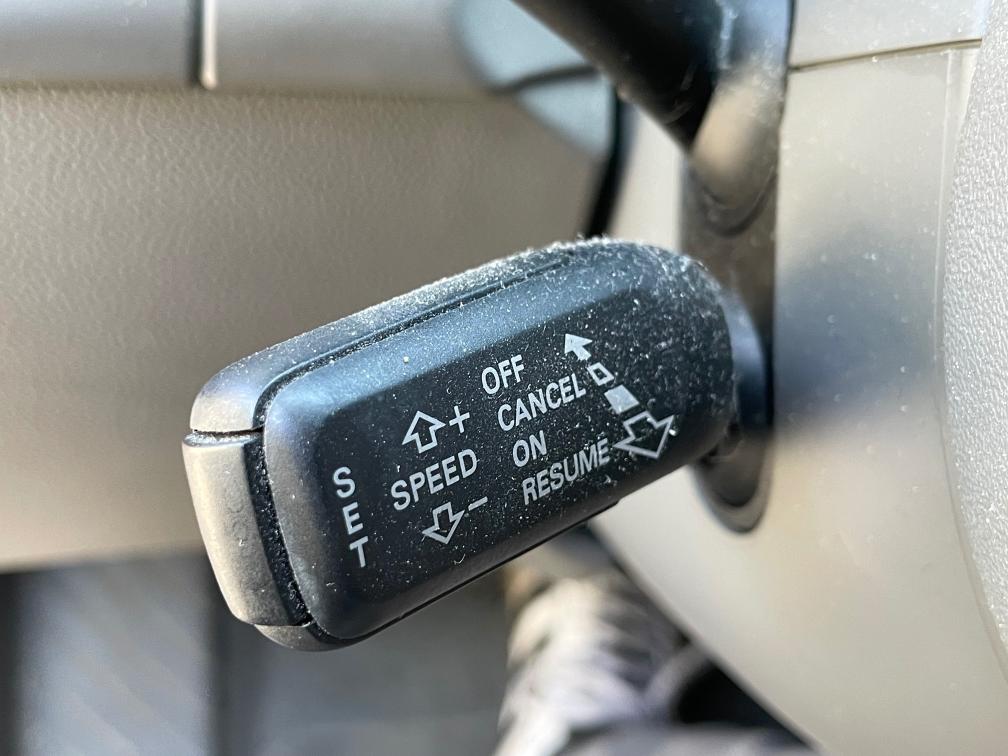 SET
+
SPEED
-
OFF
CANCEL
ON
RESUME